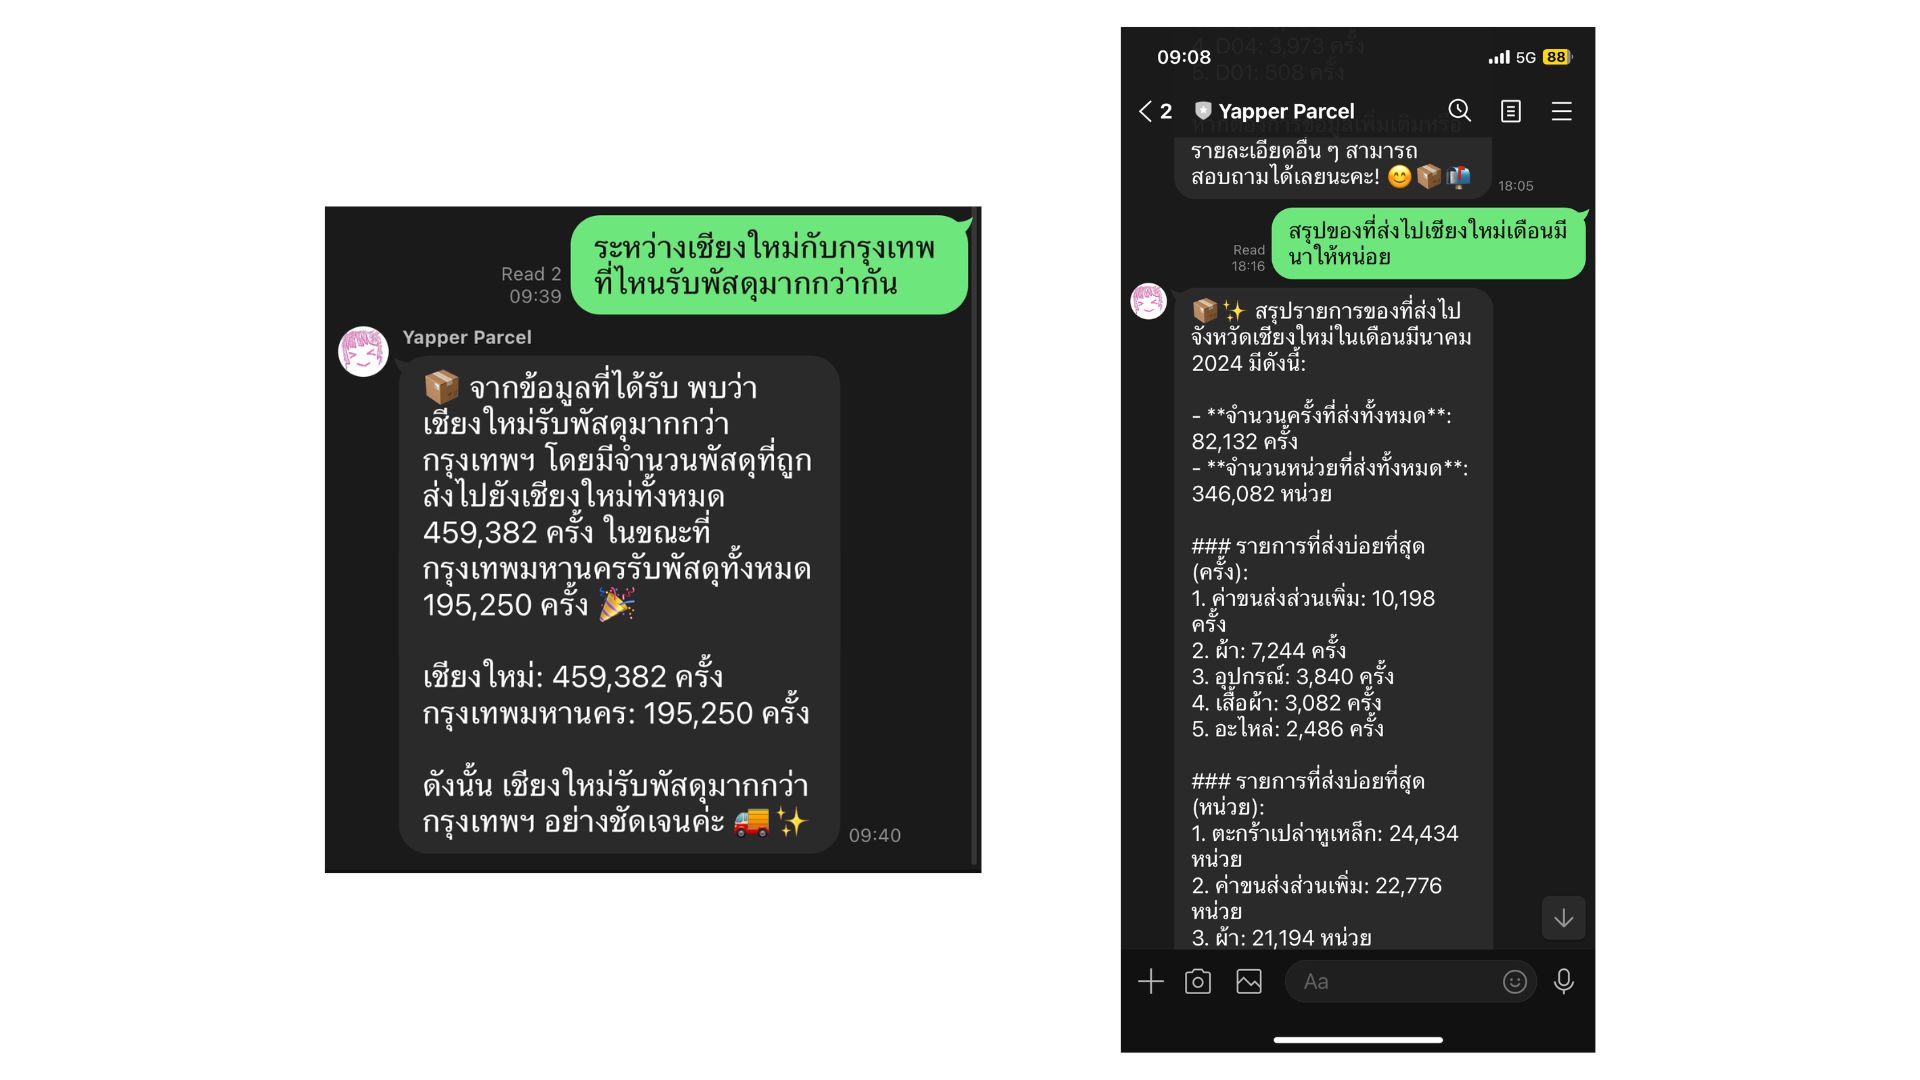 ระหว่างเชียงใหม่กับกรุงเทพ
ที่ไหนรับพัสดุมากกว่ากัน
Read 2
09:39
Yapper Parcel
📦 จากข้อมูลที่ได้รับ พบว่า
เชียงใหม่รับพัสดุมากกว่า
กรุงเทพฯ โดยมีจำนวนพัสดุที่ถูก
ส่งไปยังเชียงใหม่ทั้งหมด
459,382 ครั้ง ในขณะที่
กรุงเทพมหานครรับพัสดุทั้งหมด
195,250 ครั้ง 🎉
เชียงใหม่: 459,382 ครั้ง
กรุงเทพมหานคร: 195,250 ครั้ง
ดังนั้น เชียงใหม่รับพัสดุมากกว่า
กรุงเทพฯ อย่างชัดเจนค่ะ 🚚✨
09:40
4. D04: 3,973 ครั้ง
09:08
5G 88
5. D01: 508 ครั้ง
2 Yapper Parcel
หากต้องการข้อมูลเพิ่มเติมหรือ
รายละเอียดอื่น ๆ สามารถ
สอบถามได้เลยนะคะ! 😊📦📬
18:05
สรุปของที่ส่งไปเชียงใหม่เดือนมี
นาให้หน่อย
Read
18:16
📦✨ สรุปรายการของที่ส่งไป
จังหวัดเชียงใหม่ในเดือนมีนาคม
2024 มีดังนี้:
- **จำนวนครั้งที่ส่งทั้งหมด**:
82,132 ครั้ง
- **จำนวนหน่วยที่ส่งทั้งหมด**:
346,082 หน่วย
### รายการที่ส่งบ่อยที่สุด
(ครั้ง):
1. ค่าขนส่งส่วนเพิ่ม: 10,198
ครั้ง
2. ผ้า: 7,244 ครั้ง
3. อุปกรณ์: 3,840 ครั้ง
4. เสื้อผ้า: 3,082 ครั้ง
5. อะไหล่: 2,486 ครั้ง
### รายการที่ส่งบ่อยที่สุด
(หน่วย):
1. ตะกร้าเปล่าหูเหล็ก: 24,434
หน่วย
2. ค่าขนส่งส่วนเพิ่ม: 22,776
หน่วย
3. ผ้า: 21,194 หน่วย
Aa